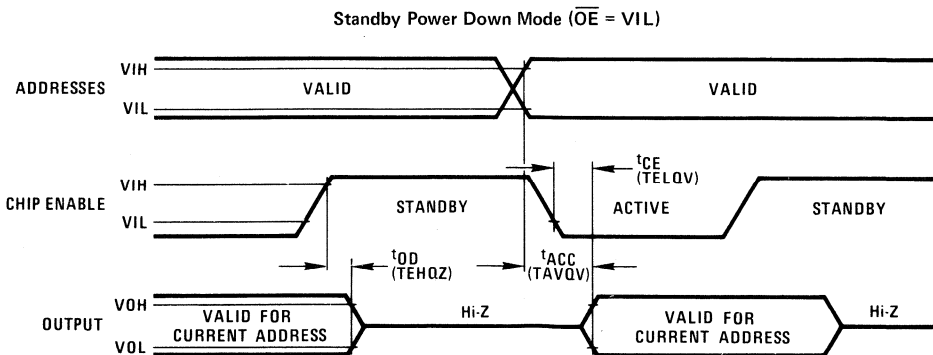 Standby Power Down Mode (OE = VIL)
VIH
ADDRESSES
VALID
VALID
VIL
tCE
(TELQV)
VIH
CHIP ENABLE
STANDBY
ACTIVE
STANDBY
VIL
tOD
(TEHQZ)
tACC
(TAVQV)
VOH
OUTPUT
VALID FOR
CURRENT ADDRESS
Hi-Z
VALID FOR
CURRENT ADDRESS
Hi-Z
VOL